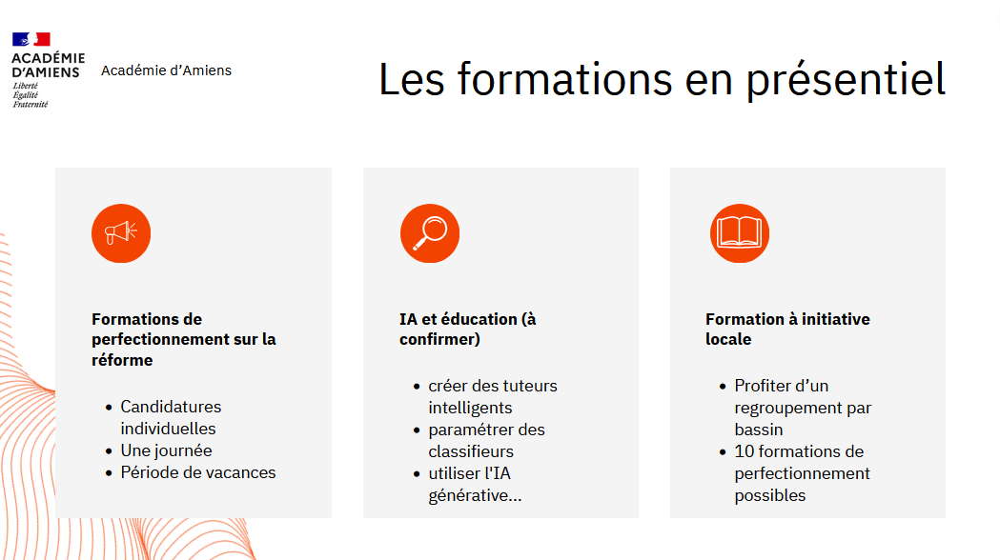 ACADÉMIE
D'AMIENS
Liberté
Égalité
Fraternité
Académie d’Amiens
Les formations en présentiel
Formations de
perfectionnement sur la
réforme
• Candidatures
individuelles
• Une journée
• Période de vacances
IA et éducation (à
confirmer)
• créer des tuteurs
intelligents
• paramétrer des
classifieurs
• utiliser l'IA
générative...
Formation à initiative
locale
• Profiter d’un
regroupement par
bassin
• 10 formations de
perfectionnement
possibles